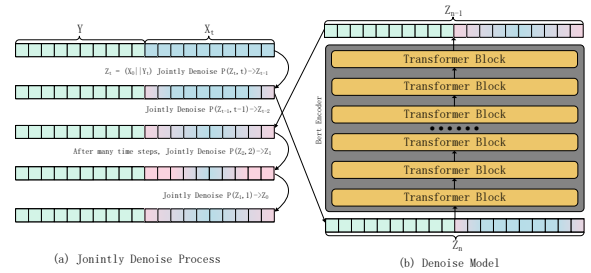 Y
X_t
Z_t = (X_0||Y_t) Jointly Denoise P(Z_t, t)->Z_{t-1}
Jointly Denoise P(Z_{t-1}, t-1)->Z_{t-2}
After many time steps, Jointly Denoise P(Z_2, 2)->Z_1
Jointly Denoise P(Z_1, 1)->Z_0
(a) Jonintly Denoise Process
Z_{n-1}
Bert Encoder
Transformer Block
Transformer Block
Transformer Block
Transformer Block
Transformer Block
Transformer Block
Z_n
(b) Denoise Model